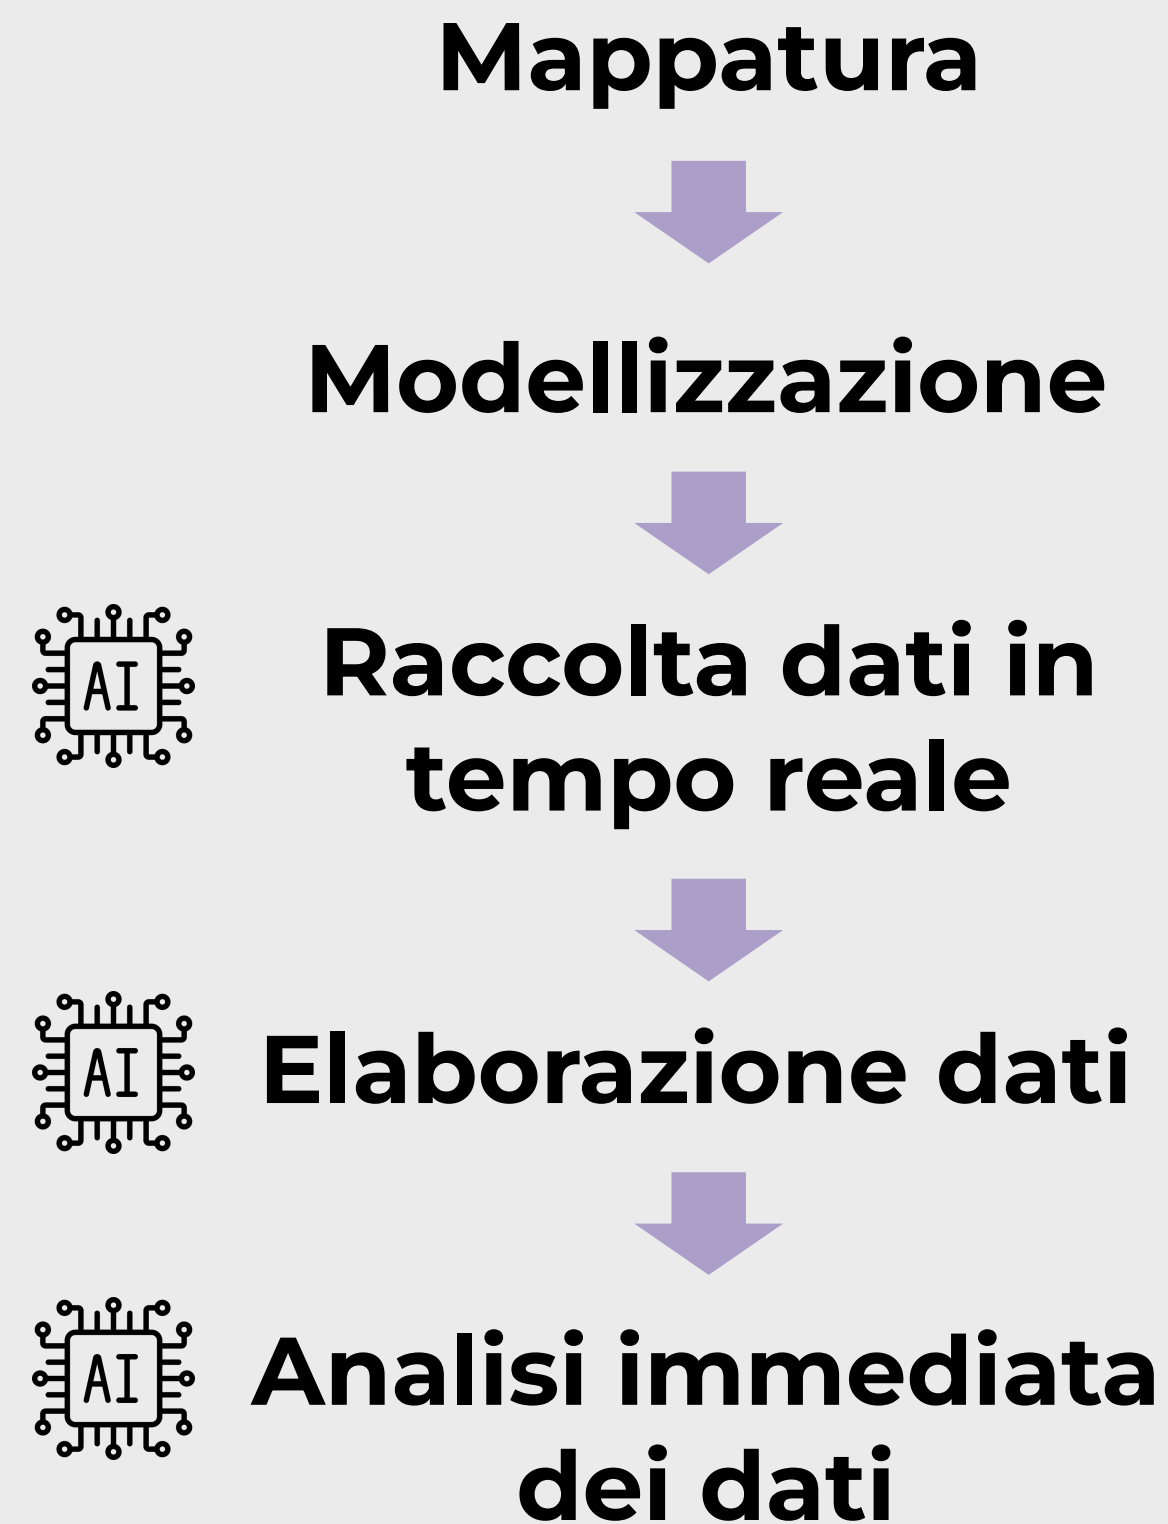 Mappatura
Modellizzazione
AI
Raccolta dati in
tempo reale
AI
Elaborazione dati
AI
Analisi immediata
dei dati